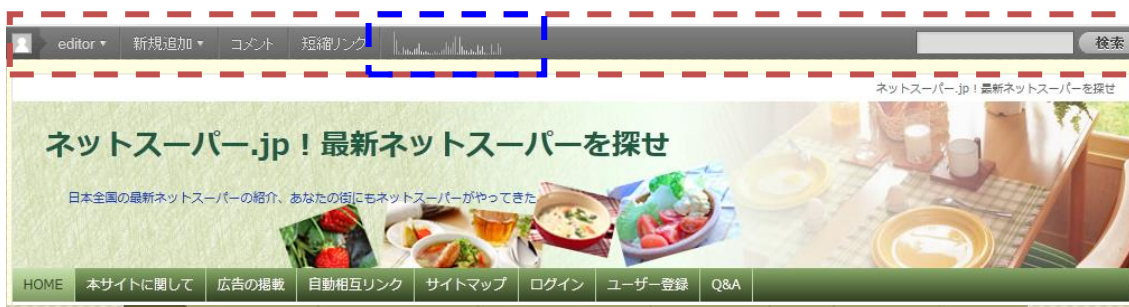 editor▼ 新規追加▼ コメント 短縮リンク 検索
ネットスーパー.jp！最新ネットスーパーを探せ
ネットスーパー.jp！最新ネットスーパーを探せ
日本全国の最新ネットスーパーの紹介、あなたの街にもネットスーパーがやってきた
HOME 本サイトに関して 広告の掲載 自動相互リンク サイトマップ ログイン ユーザー登録 Q&A